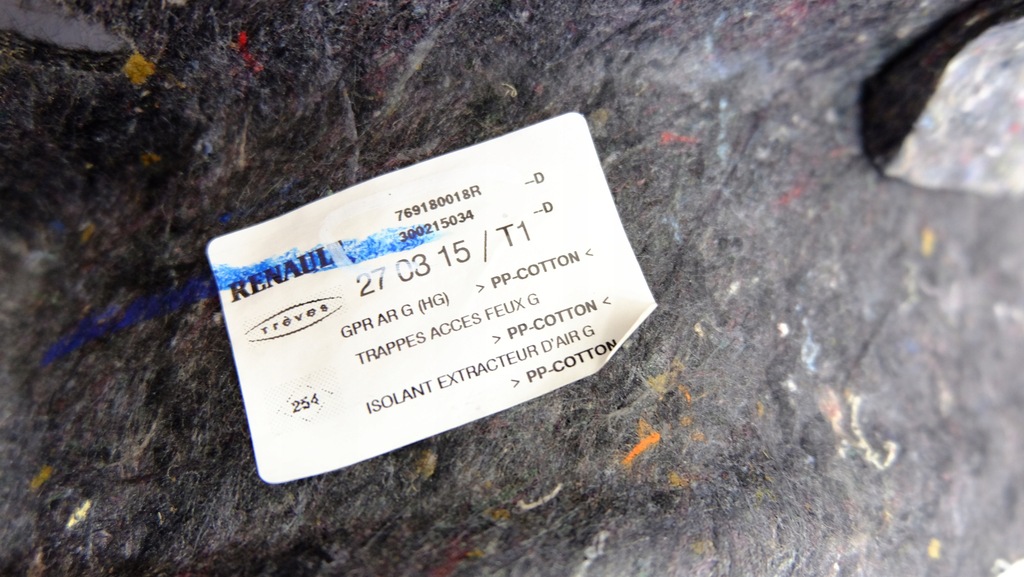 769180018R –D
300215034 –D
RENAULT
27 03 15 / T1
Trèves
GPR AR G (HG) > PP-COTTON <
TRAPPES ACCES FEUX G
> PP-COTTON <
254
ISOLANT EXTRACTEUR D'AIR G
> PP-COTTON